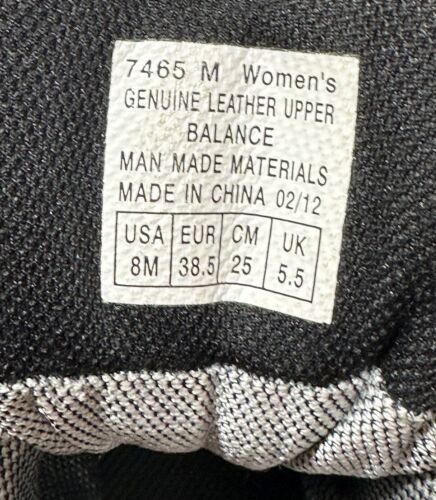 7465 M Women's
GENUINE LEATHER UPPER
BALANCE
MAN MADE MATERIALS
MADE IN CHINA 02/12
USA EUR CM UK
8M 38.5 25 5.5